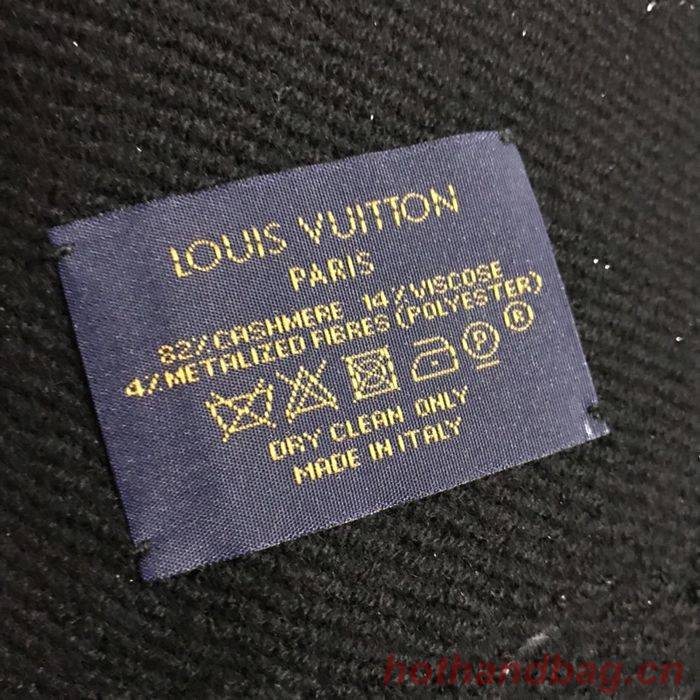 LOUIS VUITTON
PARIS
82% CASHMERE 14% VISCOSE
4% METALIZED FIBRES (POLYESTER)
P R
DRY CLEAN ONLY
MADE IN ITALY
hothandbag.cn